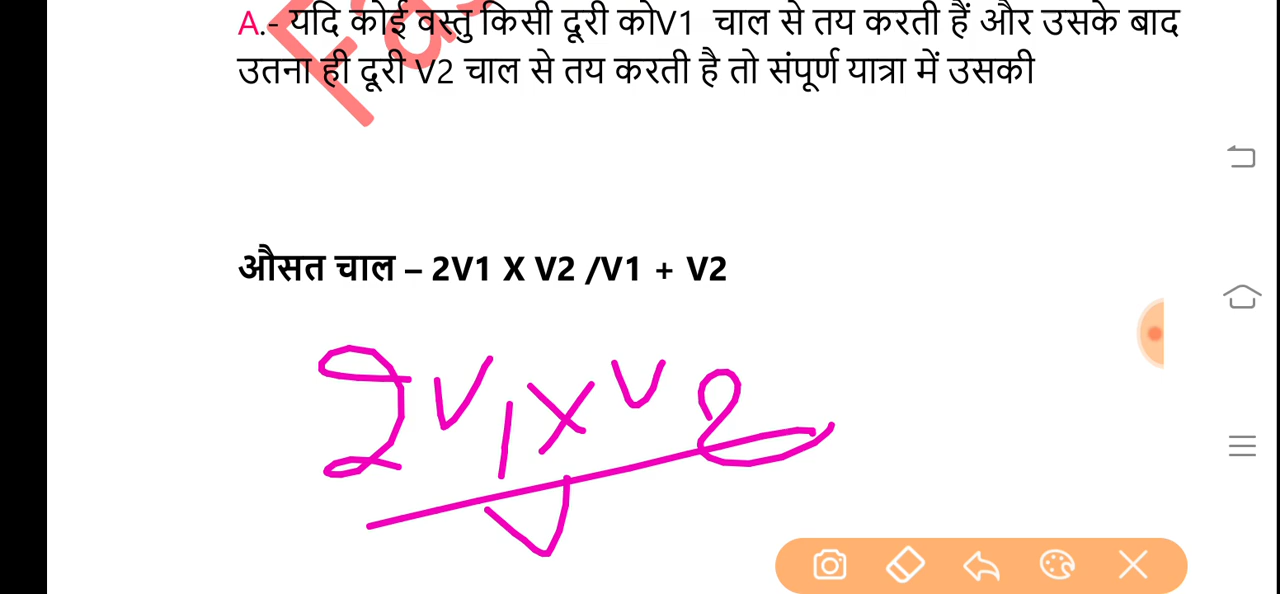 A.- यदि कोई वस्तु किसी दूरी कोV1 चाल से तय करती हैं और उसके बाद
उतना ही दूरी V2 चाल से तय करती है तो संपूर्ण यात्रा में उसकी
औसत चाल – 2V1 X V2 /V1 + V2
2V1XV2
V